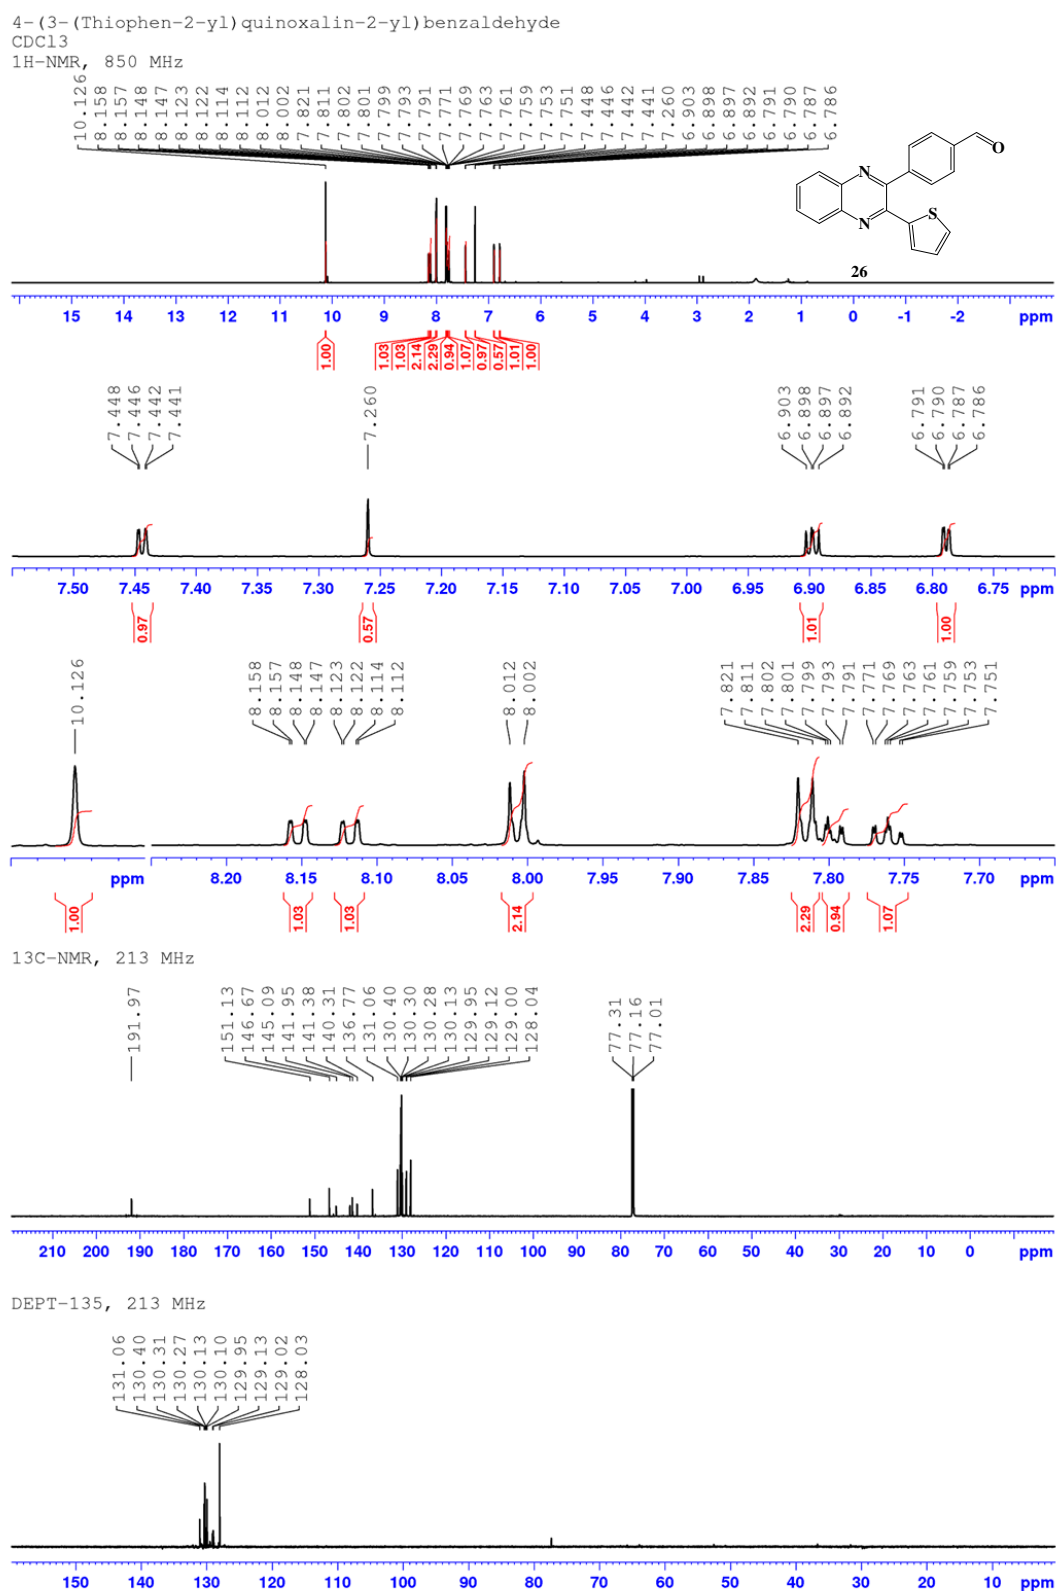 4-(3-(Thiophen-2-yl)quinoxalin-2-yl)benzaldehyde
CDCl3
1H-NMR, 850 MHz
10.126 8.158 8.157 8.148 8.147 8.123 8.122 8.114 8.112 8.012 8.002 7.821 7.811 7.802 7.801 7.799 7.793 7.791 7.771 7.769 7.763 7.761 7.759 7.753 7.751 7.448 7.446 7.442 7.441 7.260 6.903 6.898 6.897 6.892 6.791 6.790 6.787 6.786
O
N
N
S
26
15 14 13 12 11 10 9 8 7 6 5 4 3 2 1 0 -1 -2 ppm
1.00 1.03 1.03 2.14 2.29 0.94 1.07 0.97 0.57 1.01 1.00
7.448 7.446 7.442 7.441 7.260 6.903 6.898 6.897 6.892 6.791 6.790 6.787 6.786
7.50 7.45 7.40 7.35 7.30 7.25 7.20 7.15 7.10 7.05 7.00 6.95 6.90 6.85 6.80 6.75 ppm
0.97 0.57 1.01 1.00
10.126 8.158 8.157 8.148 8.147 8.123 8.122 8.114 8.112 8.012 8.002 7.821 7.811 7.802 7.801 7.799 7.793 7.791 7.771 7.769 7.763 7.761 7.759 7.753 7.751
ppm 8.20 8.15 8.10 8.05 8.00 7.95 7.90 7.85 7.80 7.75 7.70 ppm
1.00 1.03 1.03 2.14 2.29 0.94 1.07
13C-NMR, 213 MHz
191.97 151.13 146.67 145.09 141.95 141.38 140.31 136.77 131.06 130.40 130.30 130.28 130.13 129.95 129.12 129.00 128.04 77.31 77.16 77.01
210 200 190 180 170 160 150 140 130 120 110 100 90 80 70 60 50 40 30 20 10 0 ppm
DEPT-135, 213 MHz
131.06 130.40 130.31 130.27 130.13 130.10 129.95 129.13 129.02 128.03
150 140 130 120 110 100 90 80 70 60 50 40 30 20 10 ppm